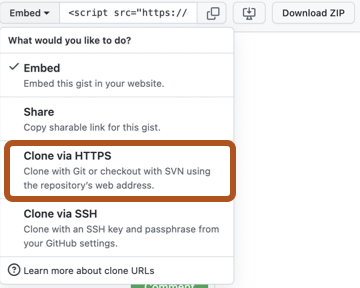 Embed <script src="https:// Download ZIP
What would you like to do?
Embed
Embed this gist in your website.
Share
Copy sharable link for this gist.
Clone via HTTPS
Clone with Git or checkout with SVN using
the repository's web address.
Clone via SSH
Clone with an SSH key and passphrase from
your GitHub settings.
Learn more about clone URLs
Comment